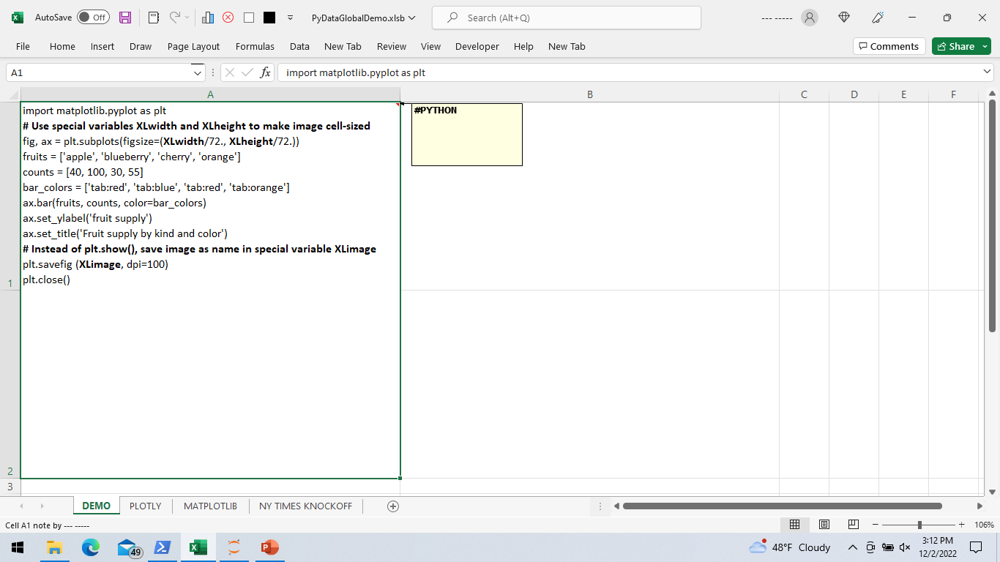 AutoSave Off PyDataGlobalDemo.xlsb Search (Alt+Q) --- -----
File Home Insert Draw Page Layout Formulas Data New Tab Review View Developer Help New Tab Comments Share
A1 fx import matplotlib.pyplot as plt
A B C D E F
import matplotlib.pyplot as plt
#PYTHON
# Use special variables XLwidth and XLheight to make image cell-sized
fig, ax = plt.subplots(figsize=(XLwidth/72., XLheight/72.))
fruits = ['apple', 'blueberry', 'cherry', 'orange']
counts = [40, 100, 30, 55]
bar_colors = ['tab:red', 'tab:blue', 'tab:red', 'tab:orange']
ax.bar(fruits, counts, color=bar_colors)
ax.set_ylabel('fruit supply')
ax.set_title('Fruit supply by kind and color')
# Instead of plt.show(), save image as name in special variable XLimage
plt.savefig (XLimage, dpi=100)
plt.close()
1
2
3
DEMO PLOTLY MATPLOTLIB NY TIMES KNOCKOFF
Cell A1 note by --- ----- 106%
49 48°F Cloudy 3:12 PM
12/2/2022